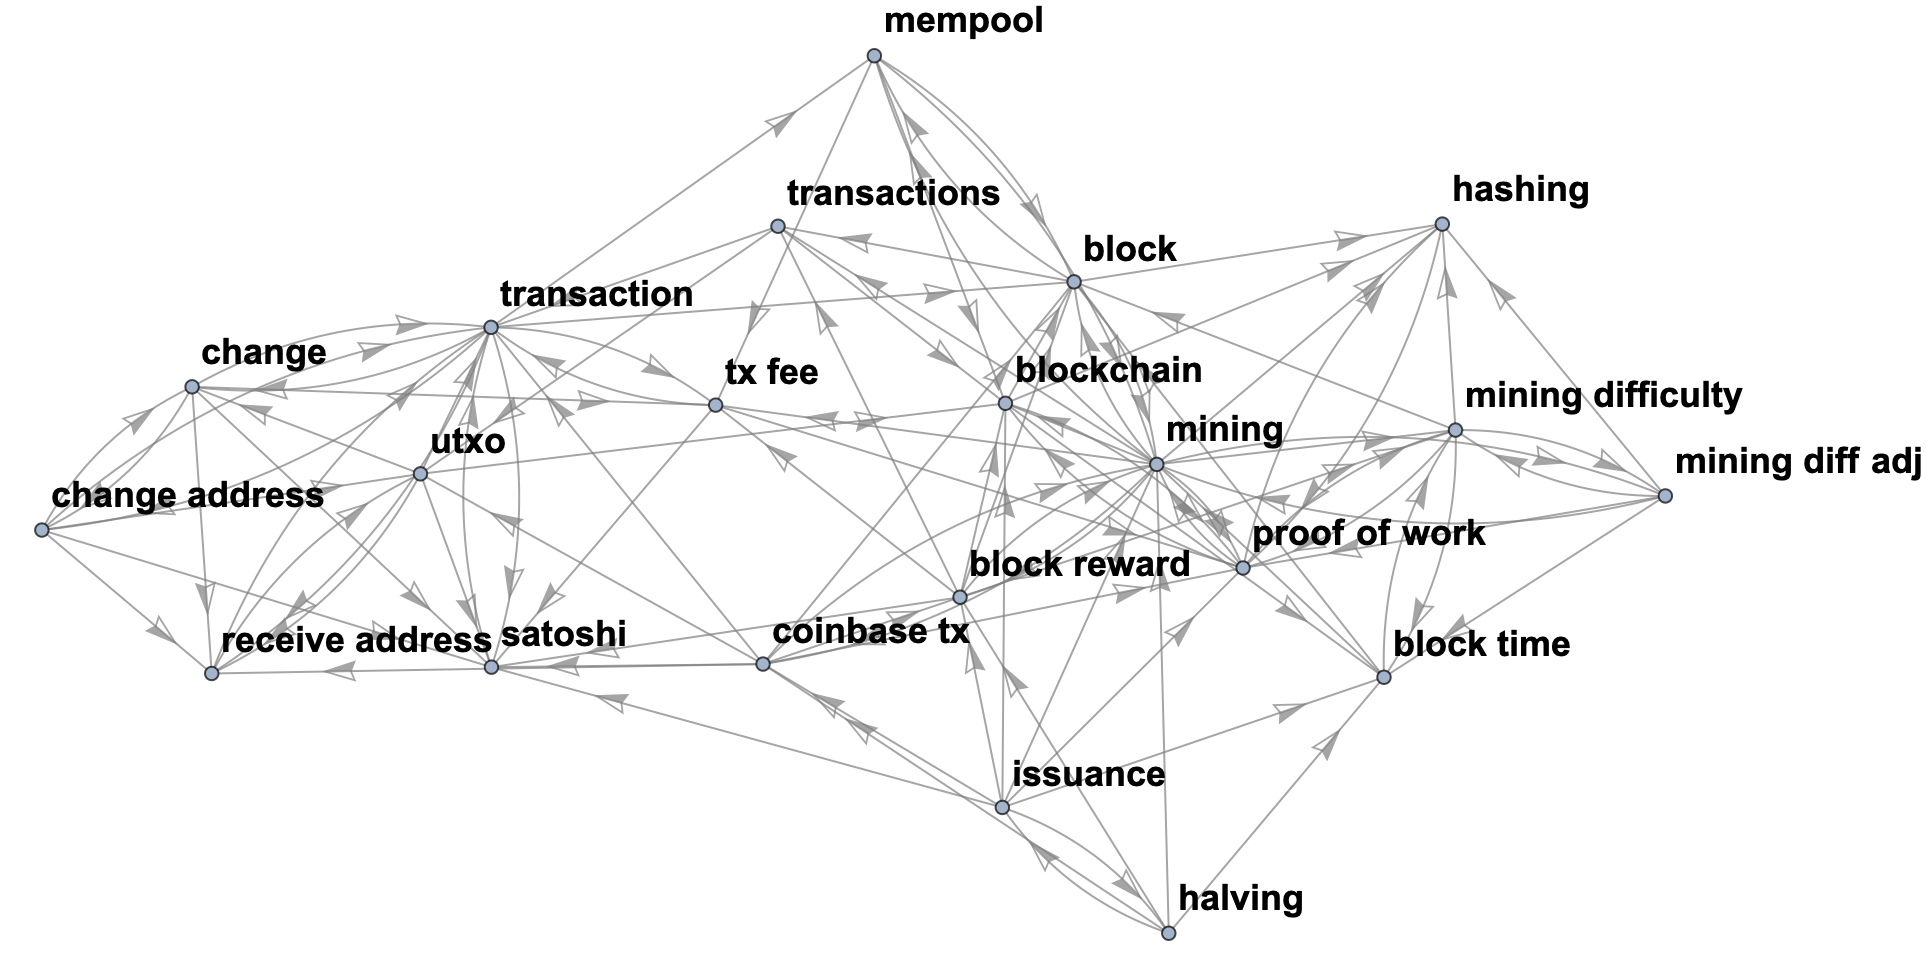 mempool
transactions
hashing
block
transaction
change
tx fee
blockchain
mining difficulty
utxo
mining
mining diff adj
change address
proof of work
block reward
receive address
satoshi
coinbase tx
block time
issuance
halving